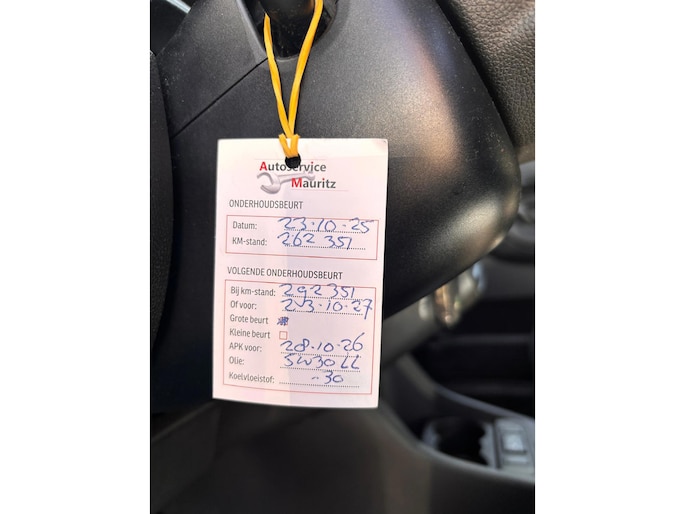 Autoservice
Mauritz
ONDERHOUDSBEURT
Datum: 23-10-25
KM-stand: 262 351
VOLGENDE ONDERHOUDSBEURT
Bij km-stand: 292 351
Of voor: 23-10-27
Grote beurt
Kleine beurt
APK voor: 28-10-26
Olie: 5W30 LL
Koelvloeistof: -30